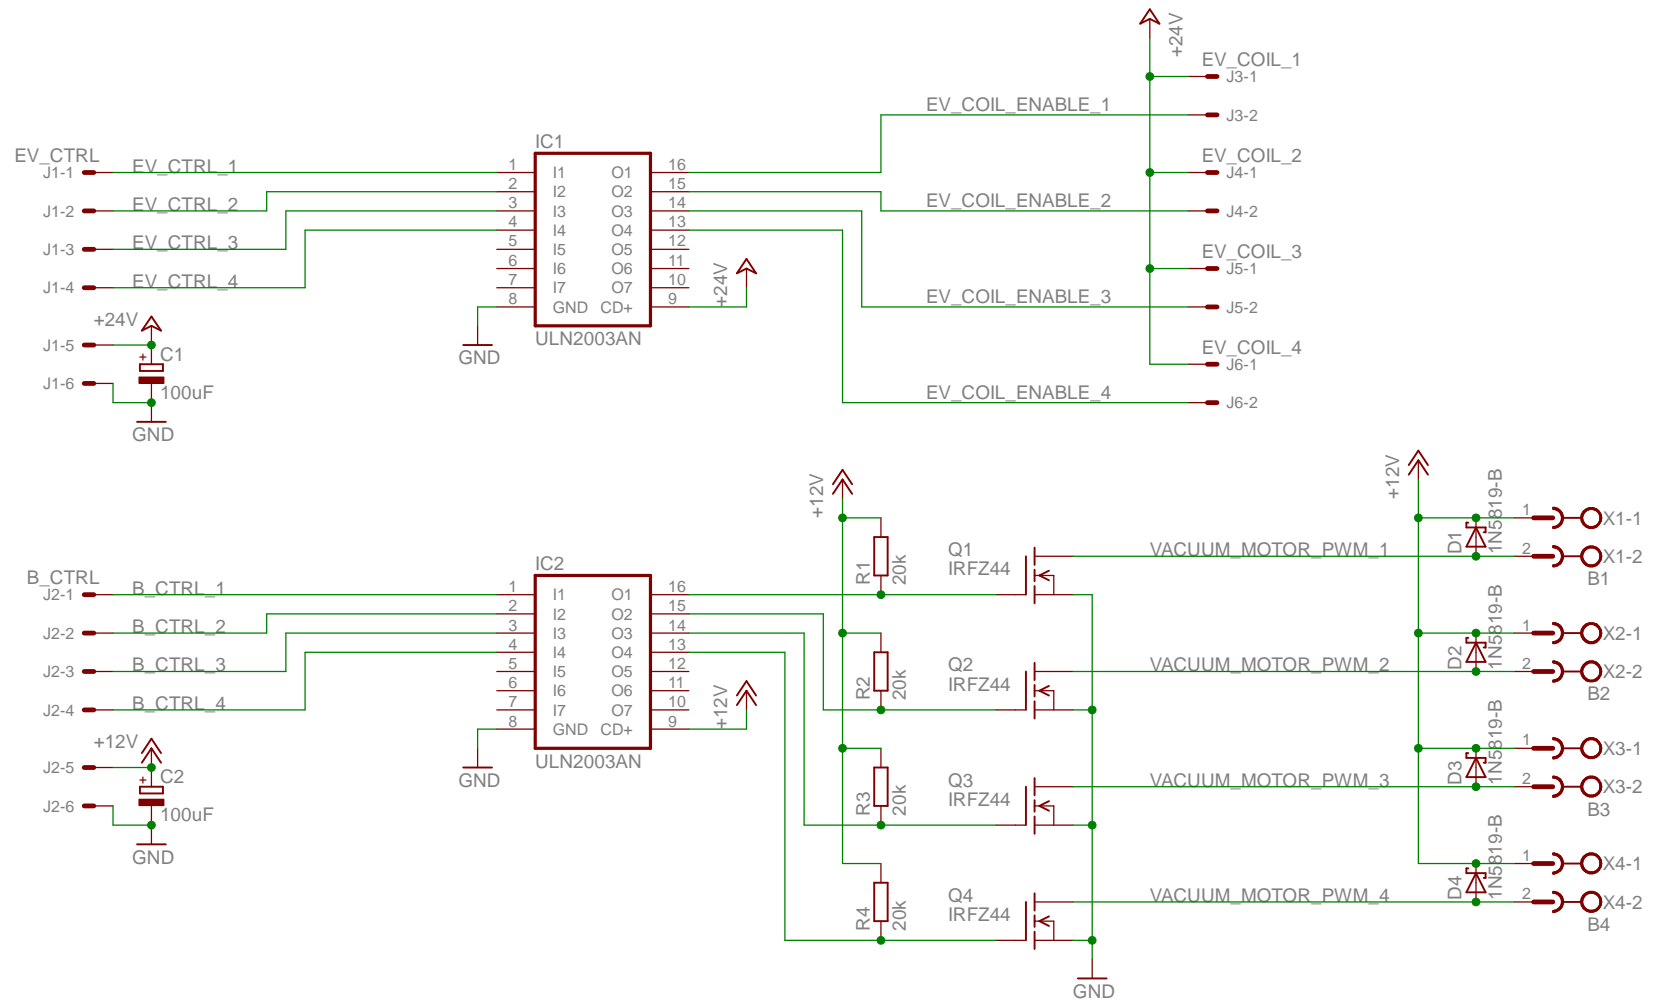 +24V
EV_COIL_1
J3-1
EV_COIL_ENABLE_1
J3-2
IC1
EV_CTRL
J1-1
EV_CTRL_1
1
I1
O1
16
EV_COIL_2
J4-1
2
I2
O2
15
J1-2
EV_CTRL_2
3
I3
O3
14
EV_COIL_ENABLE_2
J4-2
4
I4
O4
13
J1-3
EV_CTRL_3
5
I5
O5
12
EV_COIL_3
J5-1
6
I6
O6
11
J1-4
EV_CTRL_4
7
I7
O7
10
+24V
8
GND
CD+
9
EV_COIL_ENABLE_3
J5-2
+24V
GND
ULN2003AN
J1-5
+
C1
EV_COIL_4
J6-1
J1-6
100uF
EV_COIL_ENABLE_4
J6-2
GND
+12V
+12V
1
X1-1
D1
1N5819-B
Q1
IRFZ44
VACUUM_MOTOR_PWM_1
2
X1-2
B1
R1
20k
IC2
B_CTRL
J2-1
B_CTRL_1
1
I1
O1
16
2
I2
O2
15
J2-2
B_CTRL_2
3
I3
O3
14
1
X2-1
D2
1N5819-B
4
I4
O4
13
J2-3
B_CTRL_3
5
I5
O5
12
Q2
IRFZ44
VACUUM_MOTOR_PWM_2
2
X2-2
B2
R2
20k
6
I6
O6
11
J2-4
B_CTRL_4
7
I7
O7
10
+12V
8
GND
CD+
9
+12V
GND
ULN2003AN
1
X3-1
D3
1N5819-B
J2-5
+
C2
Q3
IRFZ44
VACUUM_MOTOR_PWM_3
2
X3-2
B3
R3
20k
J2-6
100uF
GND
1
X4-1
D4
1N5819-B
Q4
IRFZ44
VACUUM_MOTOR_PWM_4
2
X4-2
B4
R4
20k
GND